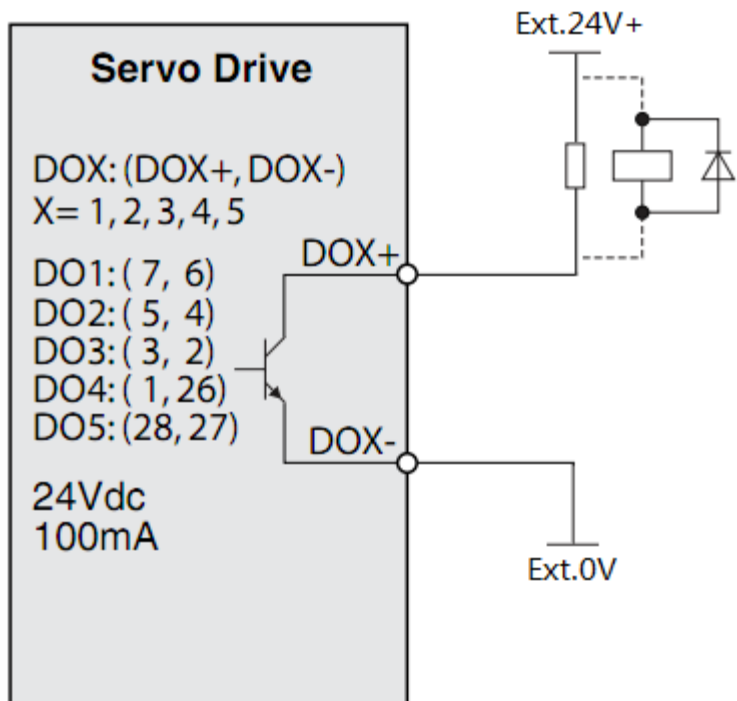 Ext.24V+
Servo Drive
DOX: (DOX+, DOX-)
X= 1, 2, 3, 4, 5
DOX+
DO1: ( 7, 6)
DO2: ( 5, 4)
DO3: ( 3, 2)
DO4: ( 1, 26)
DO5: (28, 27)
DOX-
24Vdc
100mA
Ext.0V